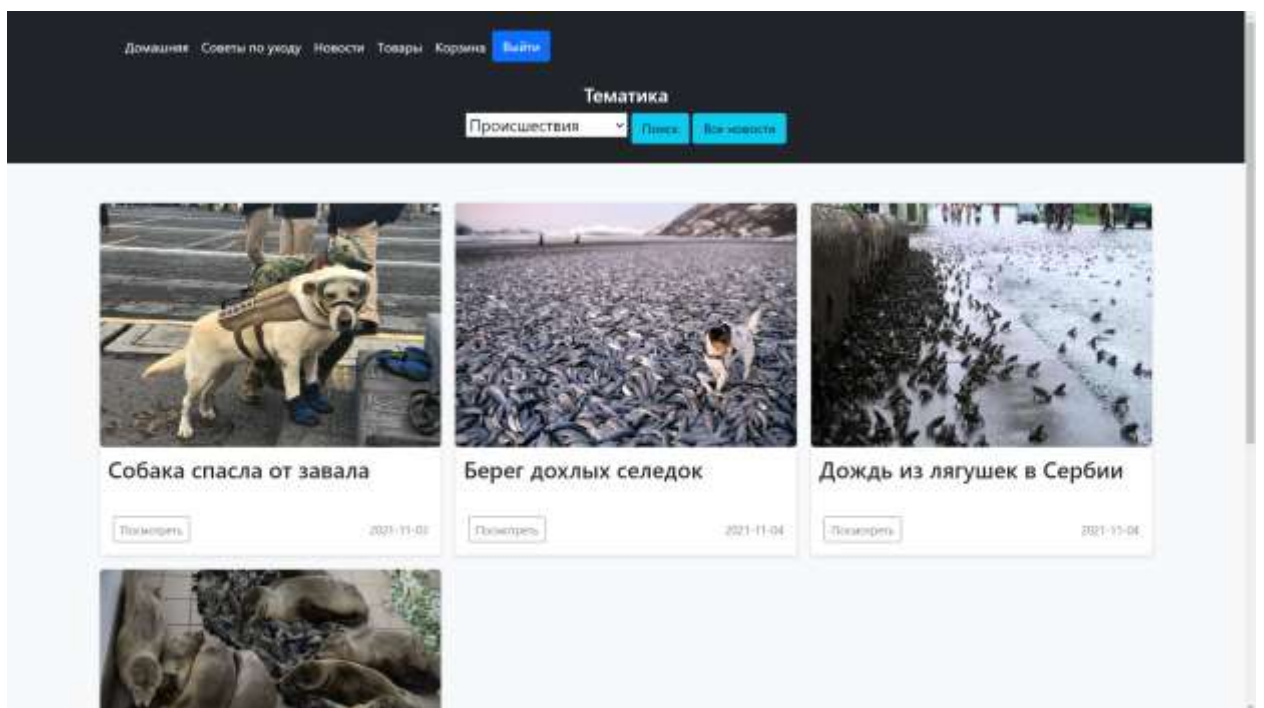 Домашняя Советы по уходу Новости Товары Корзина Выйти
Тематика
Происшествия Поиск Все новости
Собака спасла от завала
Берег дохлых селедок
Дождь из лягушек в Сербии
Посмотреть 2021-11-03
Посмотреть 2021-11-04
Посмотреть 2021-11-04